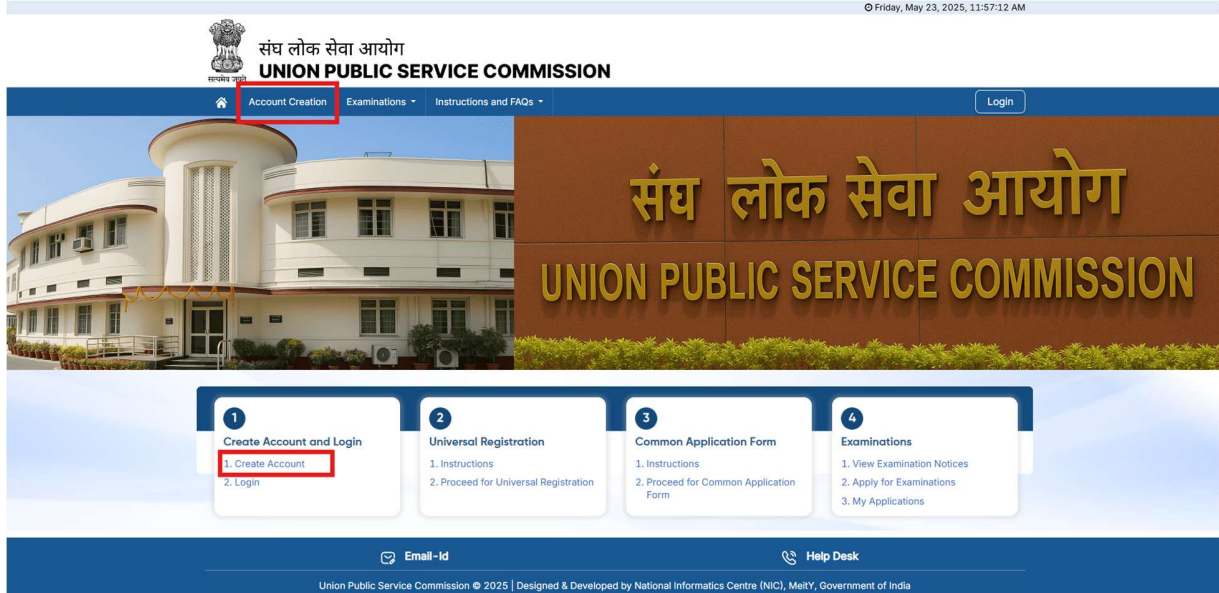 Friday, May 23, 2025, 11:57:12 AM
संघ लोक सेवा आयोग
UNION PUBLIC SERVICE COMMISSION
सत्यमेव जयते
Account Creation
Examinations
Instructions and FAQs
Login
संघ लोक सेवा आयोग
UNION PUBLIC SERVICE COMMISSION
1
Create Account and Login
1. Create Account
2. Login
2
Universal Registration
1. Instructions
2. Proceed for Universal Registration
3
Common Application Form
1. Instructions
2. Proceed for Common Application
Form
4
Examinations
1. View Examination Notices
2. Apply for Examinations
3. My Applications
Email-Id
Help Desk
Union Public Service Commission © 2025 | Designed & Developed by National Informatics Centre (NIC), MeitY, Government of India